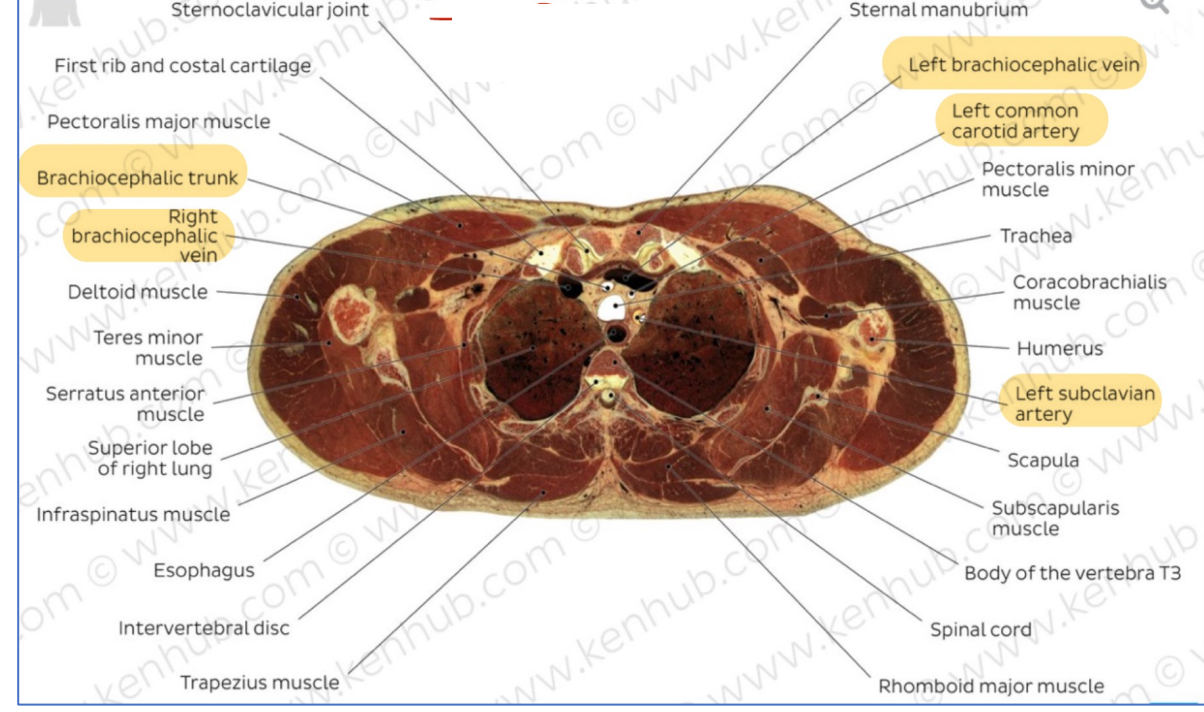 Sternoclavicular joint
Sternal manubrium
First rib and costal cartilage
Left brachiocephalic vein
Pectoralis major muscle
Left common
carotid artery
Brachiocephalic trunk
Pectoralis minor
muscle
Right
brachiocephalic
vein
Trachea
Deltoid muscle
Coracobrachialis
muscle
Teres minor
muscle
Humerus
Serratus anterior
muscle
Left subclavian
artery
Superior lobe
of right lung
Scapula
Infraspinatus muscle
Subscapularis
muscle
Esophagus
Body of the vertebra T3
Intervertebral disc
Spinal cord
Trapezius muscle
Rhomboid major muscle
© www.kenhub.com